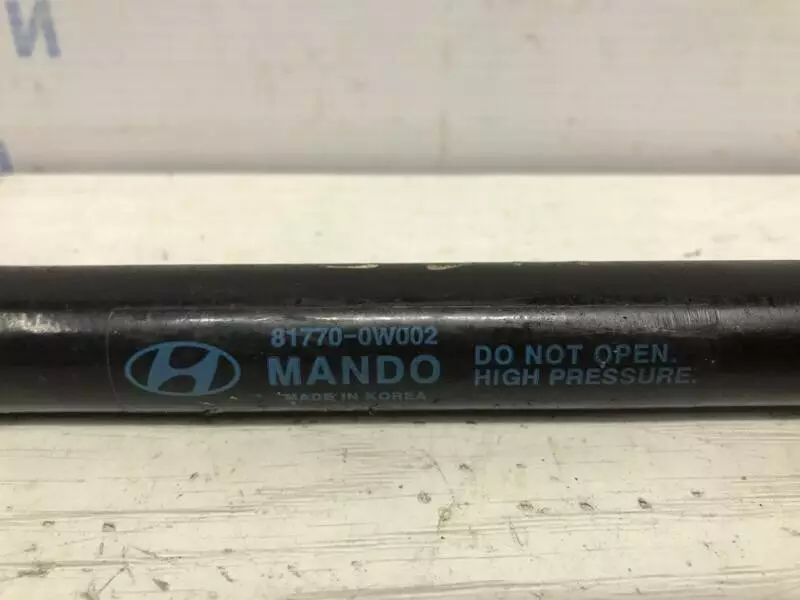 И
81770-0W002
MANDO
MADE IN KOREA
DO NOT OPEN.
HIGH PRESSURE.